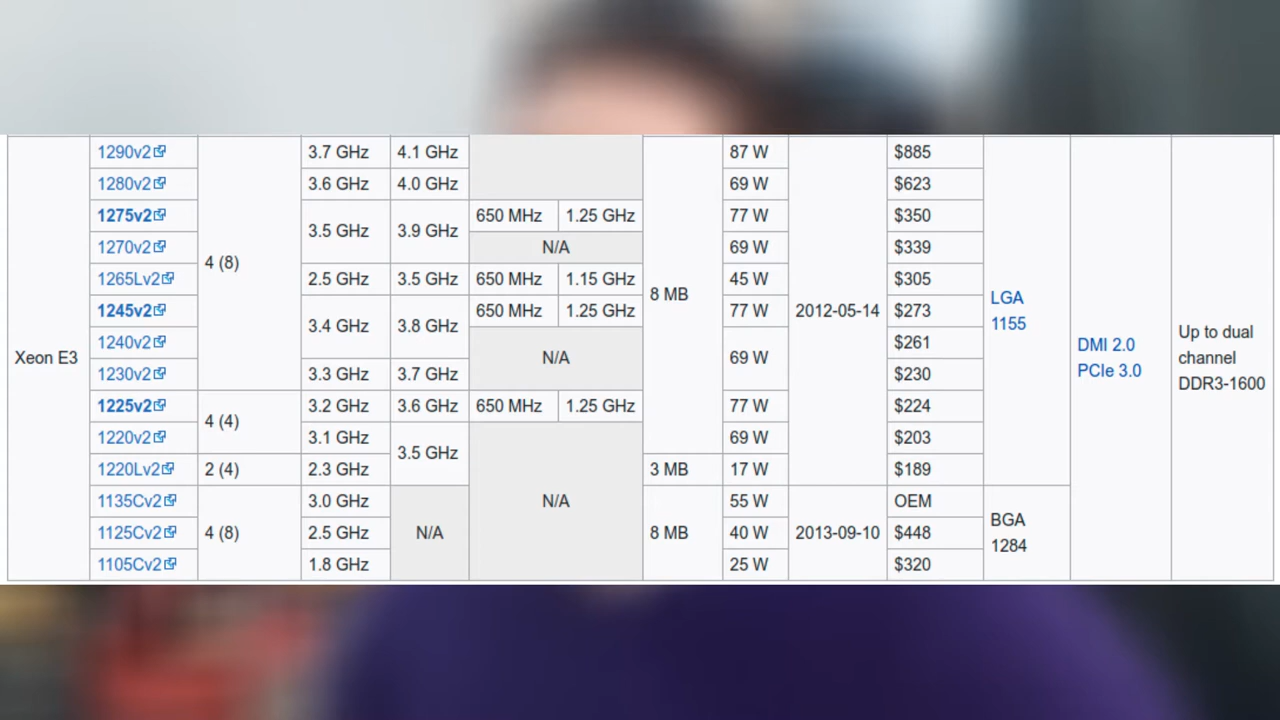 Xeon E3
1290v2 4 (8) 3.7 GHz 4.1 GHz 8 MB 87 W 2012-05-14 $885 LGA 1155 DMI 2.0 PCIe 3.0 Up to dual channel DDR3-1600
1280v2 3.6 GHz 4.0 GHz 69 W $623
1275v2 3.5 GHz 3.9 GHz 650 MHz 1.25 GHz 77 W $350
1270v2 N/A 69 W $339
1265Lv2 2.5 GHz 3.5 GHz 650 MHz 1.15 GHz 45 W $305
1245v2 3.4 GHz 3.8 GHz 650 MHz 1.25 GHz 77 W $273
1240v2 N/A 69 W $261
1230v2 3.3 GHz 3.7 GHz $230
1225v2 4 (4) 3.2 GHz 3.6 GHz 650 MHz 1.25 GHz 77 W $224
1220v2 3.1 GHz 3.5 GHz N/A 69 W $203
1220Lv2 2 (4) 2.3 GHz 3 MB 17 W $189
1135Cv2 4 (8) 3.0 GHz N/A 8 MB 55 W 2013-09-10 OEM BGA 1284
1125Cv2 2.5 GHz 40 W $448
1105Cv2 1.8 GHz 25 W $320